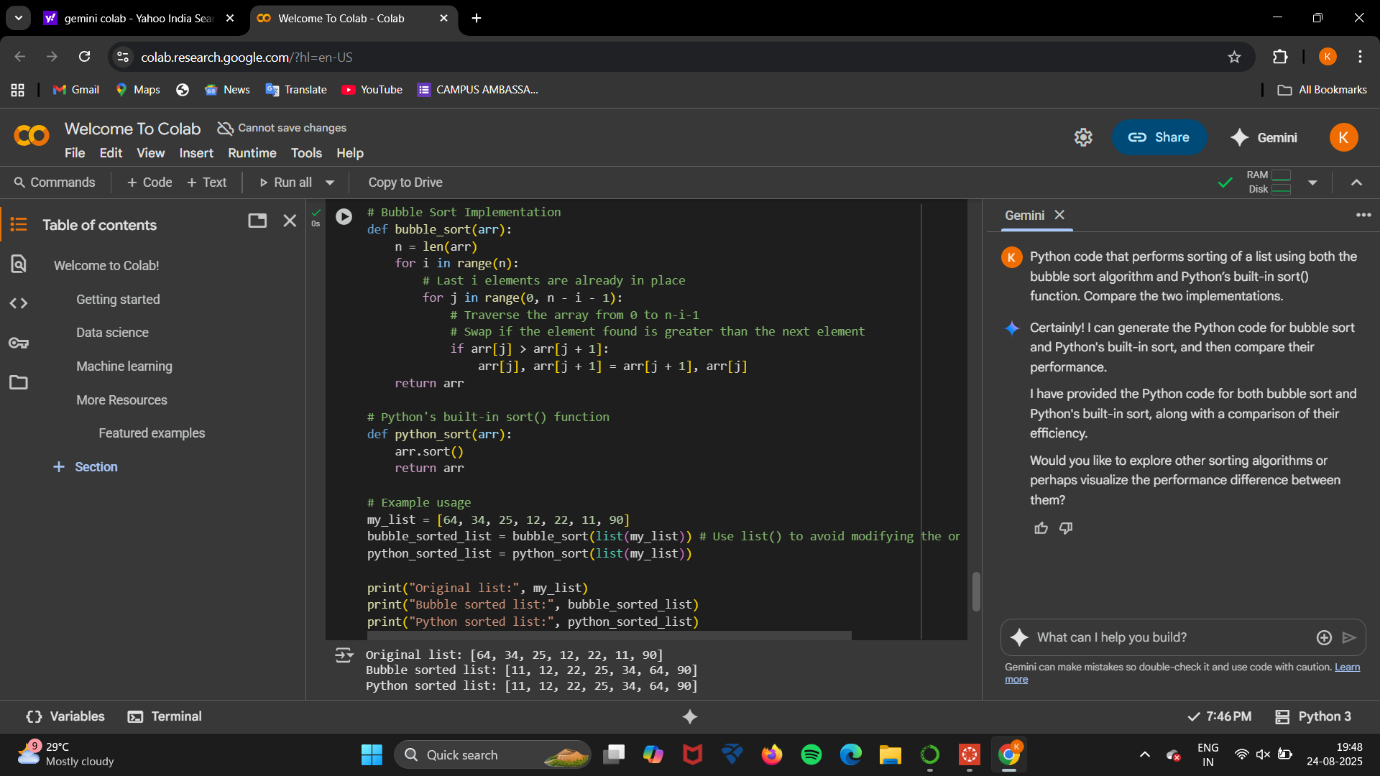 gemini colab - Yahoo India Sea
Welcome To Colab - Colab
colab.research.google.com/?hl=en-US
K
Gmail
Maps
News
Translate
YouTube
CAMPUS AMBASSA...
All Bookmarks
Welcome To Colab
Cannot save changes
File Edit View Insert Runtime Tools Help
Share
Gemini
K
Commands
+ Code + Text
Run all
Copy to Drive
RAM
Disk
Table of contents
Welcome to Colab!
Getting started
Data science
Machine learning
More Resources
Featured examples
+ Section
0s
# Bubble Sort Implementation
def bubble_sort(arr):
    n = len(arr)
    for i in range(n):
        # Last i elements are already in place
        for j in range(0, n - i - 1):
            # Traverse the array from 0 to n-i-1
            # Swap if the element found is greater than the next element
            if arr[j] > arr[j + 1]:
                arr[j], arr[j + 1] = arr[j + 1], arr[j]
    return arr
# Python's built-in sort() function
def python_sort(arr):
    arr.sort()
    return arr
# Example usage
my_list = [64, 34, 25, 12, 22, 11, 90]
bubble_sorted_list = bubble_sort(list(my_list)) # Use list() to avoid modifying the or
python_sorted_list = python_sort(list(my_list))
print("Original list:", my_list)
print("Bubble sorted list:", bubble_sorted_list)
print("Python sorted list:", python_sorted_list)
Original list: [64, 34, 25, 12, 22, 11, 90]
Bubble sorted list: [11, 12, 22, 25, 34, 64, 90]
Python sorted list: [11, 12, 22, 25, 34, 64, 90]
Gemini
K
Python code that performs sorting of a list using both the
bubble sort algorithm and Python's built-in sort()
function. Compare the two implementations.
Certainly! I can generate the Python code for bubble sort
and Python's built-in sort, and then compare their
performance.
I have provided the Python code for both bubble sort and
Python's built-in sort, along with a comparison of their
efficiency.
Would you like to explore other sorting algorithms or
perhaps visualize the performance difference between
them?
What can I help you build?
Gemini can make mistakes so double-check it and use code with caution. Learn
more
Variables
Terminal
7:46 PM
Python 3
9
29°C
Mostly cloudy
Quick search
K
ENG
IN
19:48
24-08-2025